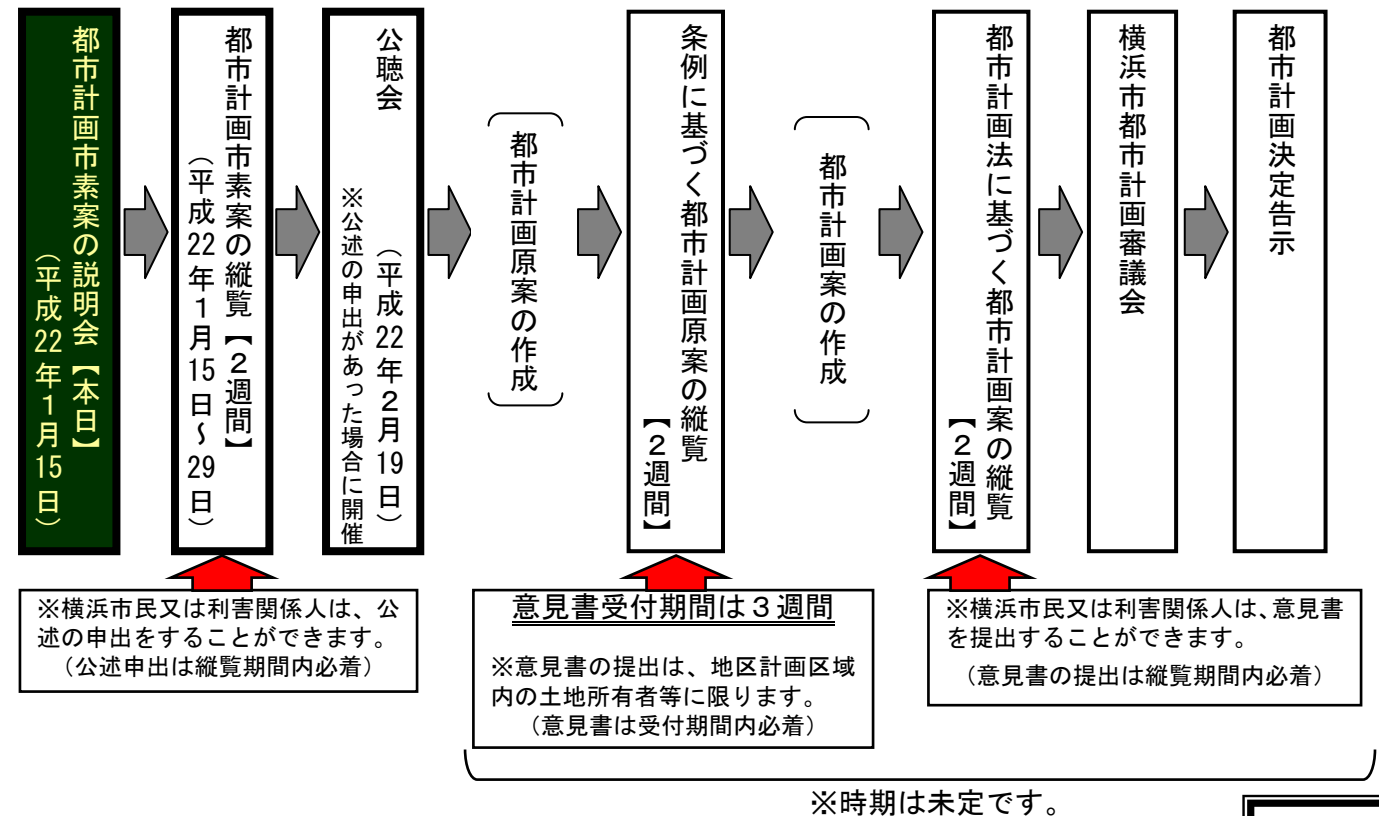 都市計画市素案の説明会【本日】
（平成22年1月15日）
都市計画市素案の縦覧【２週間】
（平成22年1月15日～29日）
公聴会　　　　（平成22年２月19日）
※公述の申出があった場合に開催
都市計画原案の作成
条例に基づく都市計画原案の縦覧
【２週間】
都市計画案の作成
都市計画法に基づく都市計画案の縦覧
【２週間】
横浜市都市計画審議会
都市計画決定告示
※横浜市民又は利害関係人は、公
述の申出をすることができます。
（公述申出は縦覧期間内必着）
意見書受付期間は３週間
※意見書の提出は、地区計画区域
内の土地所有者等に限ります。
（意見書は受付期間内必着）
※横浜市民又は利害関係人は、意見書
を提出することができます。
（意見書の提出は縦覧期間内必着）
※時期は未定です。